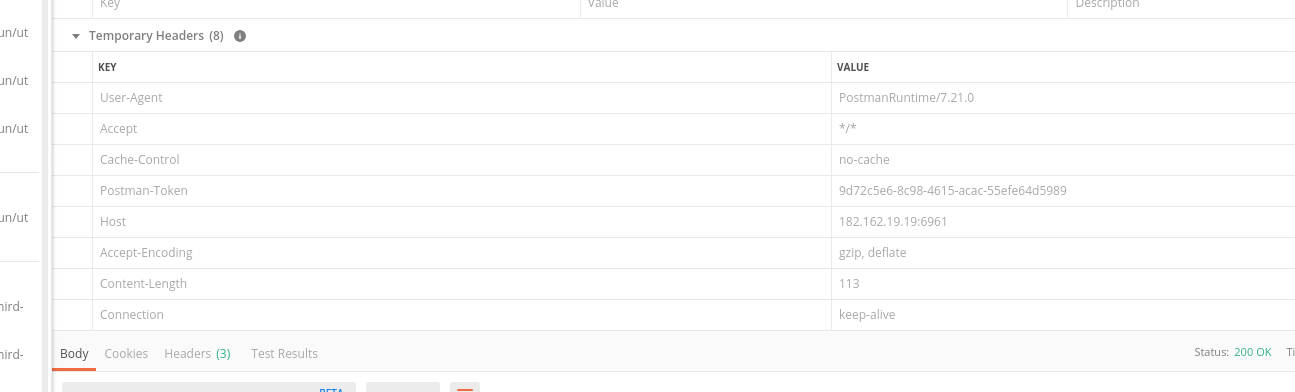 Key Value Description
un/ut
Temporary Headers (8)
KEY VALUE
un/ut
User-Agent PostmanRuntime/7.21.0
un/ut
Accept */*
Cache-Control no-cache
Postman-Token 9d72c5e6-8c98-4615-acac-55efe64d5989
un/ut
Host 182.162.19.19:6961
Accept-Encoding gzip, deflate
Content-Length 113
hird-
Connection keep-alive
hird-
Body Cookies Headers (3) Test Results Status: 200 OK Ti
BETA